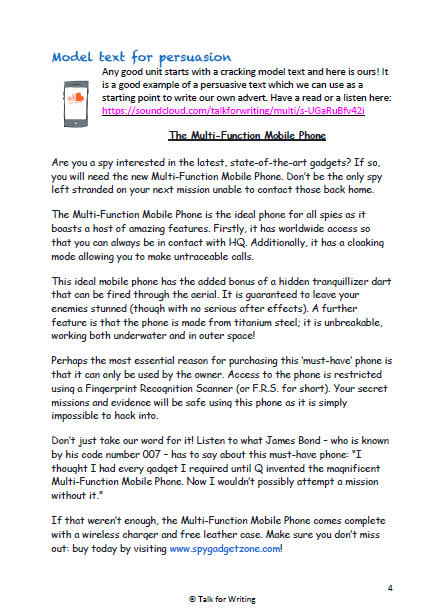 Model text for persuasion
Any good unit starts with a cracking model text and here is ours! It
is a good example of a persuasive text which we can use as a
starting point to write our own advert. Have a read or a listen here:
https://soundcloud.com/talkforwriting/multi/s-UGaRuBfv42i
The Multi-Function Mobile Phone
Are you a spy interested in the latest, state-of-the-art gadgets? If so,
you will need the new Multi-Function Mobile Phone. Don’t be the only spy
left stranded on your next mission unable to contact those back home.
The Multi-Function Mobile Phone is the ideal phone for all spies as it
boasts a host of amazing features. Firstly, it has worldwide access so
that you can always be in contact with HQ. Additionally, it has a cloaking
mode allowing you to make untraceable calls.
This ideal mobile phone has the added bonus of a hidden tranquillizer dart
that can be fired through the aerial. It is guaranteed to leave your
enemies stunned (though with no serious after effects). A further
feature is that the phone is made from titanium steel; it is unbreakable,
working both underwater and in outer space!
Perhaps the most essential reason for purchasing this ‘must-have’ phone is
that it can only be used by the owner. Access to the phone is restricted
using a Fingerprint Recognition Scanner (or F.R.S. for short). Your secret
missions and evidence will be safe using this phone as it is simply
impossible to hack into.
Don’t just take our word for it! Listen to what James Bond – who is known
by his code number 007 – has to say about this must-have phone: “I
thought I had every gadget I required until Q invented the magnificent
Multi-Function Mobile Phone. Now I wouldn’t possibly attempt a mission
without it.”
If that weren’t enough, the Multi-Function Mobile Phone comes complete
with a wireless charger and free leather case. Make sure you don’t miss
out: buy today by visiting www.spygadgetzone.com!
4
© Talk for Writing